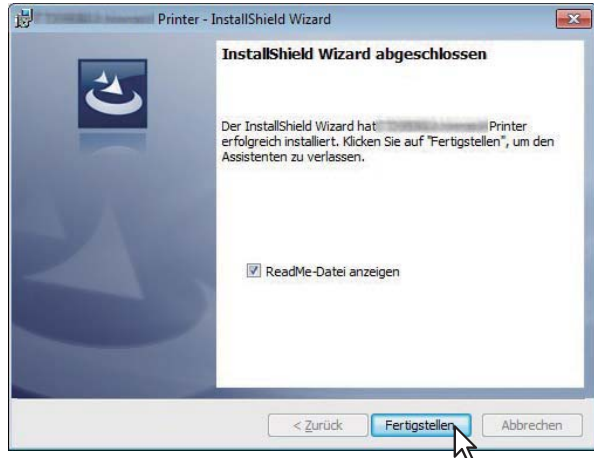 Printer - InstallShield Wizard
InstallShield Wizard abgeschlossen
Der InstallShield Wizard hat Printer
erfolgreich installiert. Klicken Sie auf "Fertigstellen", um den
Assistenten zu verlassen.
ReadMe-Datei anzeigen
< Zurück Fertigstellen Abbrechen